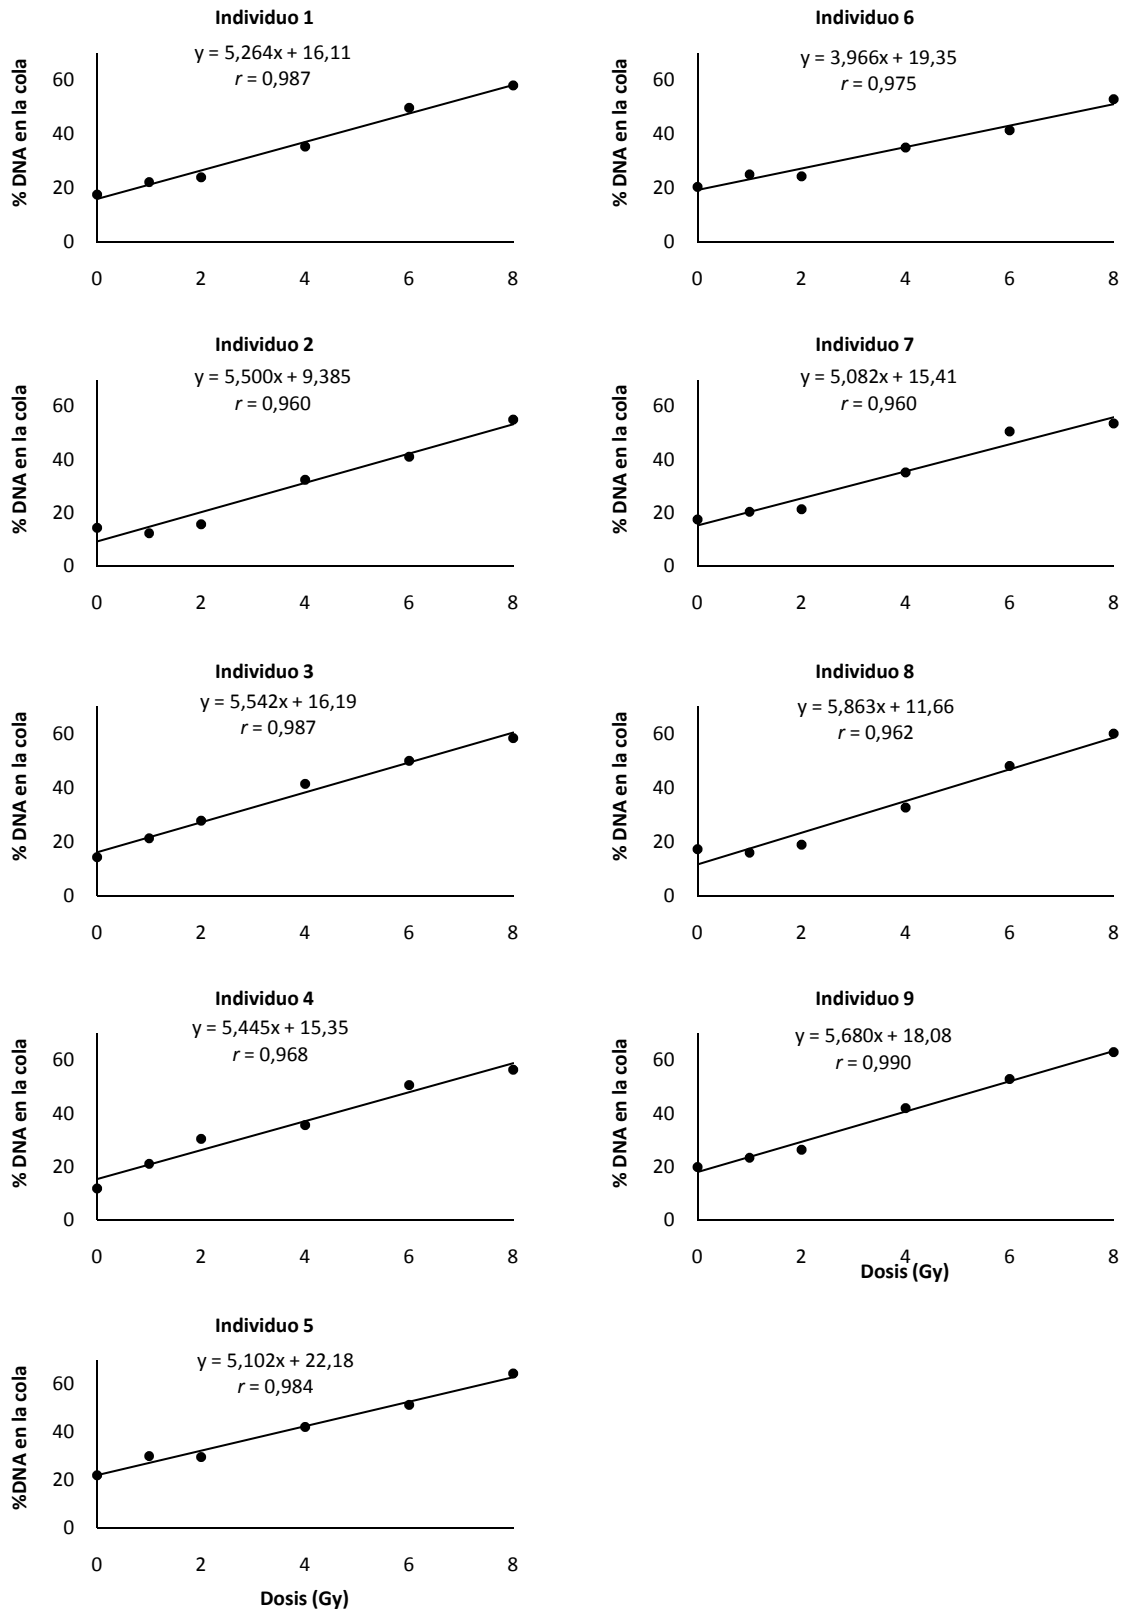 Individuo 1
y = 5,264x + 16,11
r = 0,987
% DNA en la cola
60
40
20
0
0 2 4 6 8
Individuo 6
y = 3,966x + 19,35
r = 0,975
% DNA en la cola
60
40
20
0
0 2 4 6 8
Individuo 2
y = 5,500x + 9,385
r = 0,960
% DNA en la cola
60
40
20
0
0 2 4 6 8
Individuo 7
y = 5,082x + 15,41
r = 0,960
% DNA en la cola
60
40
20
0
0 2 4 6 8
Individuo 3
y = 5,542x + 16,19
r = 0,987
% DNA en la cola
60
40
20
0
0 2 4 6 8
Individuo 8
y = 5,863x + 11,66
r = 0,962
% DNA en la cola
60
40
20
0
0 2 4 6 8
Individuo 4
y = 5,445x + 15,35
r = 0,968
% DNA en la cola
60
40
20
0
0 2 4 6 8
Individuo 9
y = 5,680x + 18,08
r = 0,990
% DNA en la cola
60
40
20
0
0 2 4 6 8
Dosis (Gy)
Individuo 5
y = 5,102x + 22,18
r = 0,984
%DNA en la cola
60
40
20
0
0 2 4 6 8
Dosis (Gy)